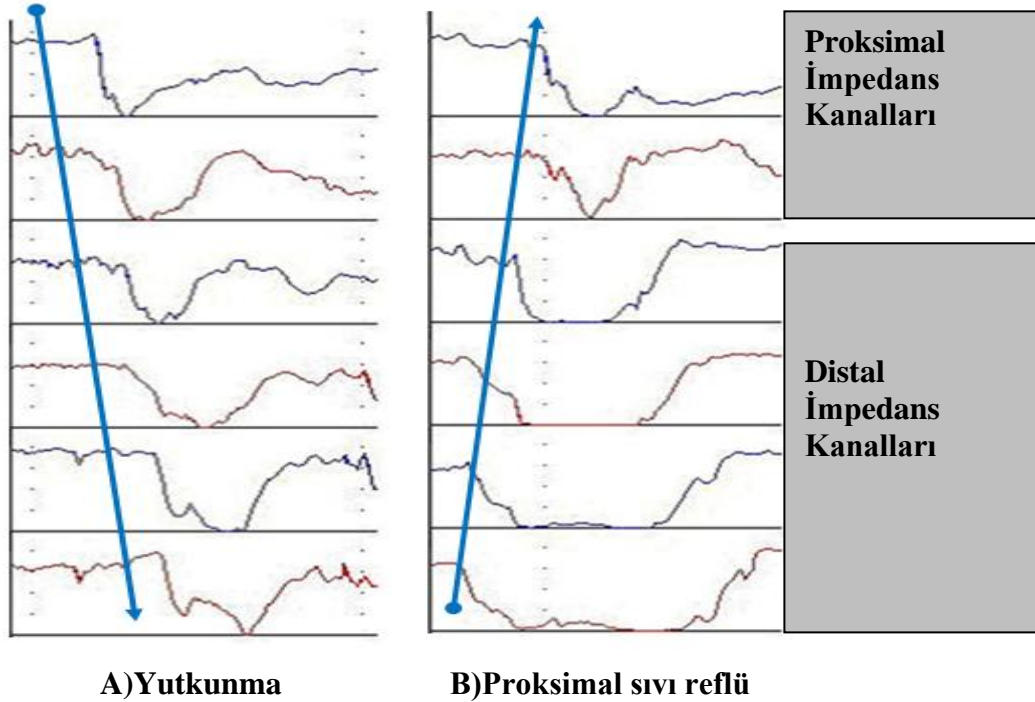 Proksimal
İmpedans
Kanalları
Distal
İmpedans
Kanalları
A)Yutkunma
B)Proksimal sıvı reflü